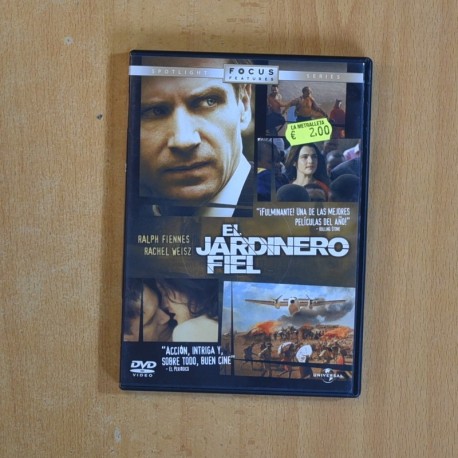 SPOTLIGHT FOCUS FEATURES SERIES
LA METRALLETA
€ 2,00
"¡FULMINANTE! UNA DE LAS MEJORES
PELÍCULAS DEL AÑO!"
- ROLLING STONE
RALPH FIENNES
RACHEL WEISZ
EL
JARDINERO
FIEL
"ACCIÓN, INTRIGA Y,
SOBRE TODO, BUEN CINE"
- EL PERIÓDICO
DVD
VIDEO
UNIVERSAL